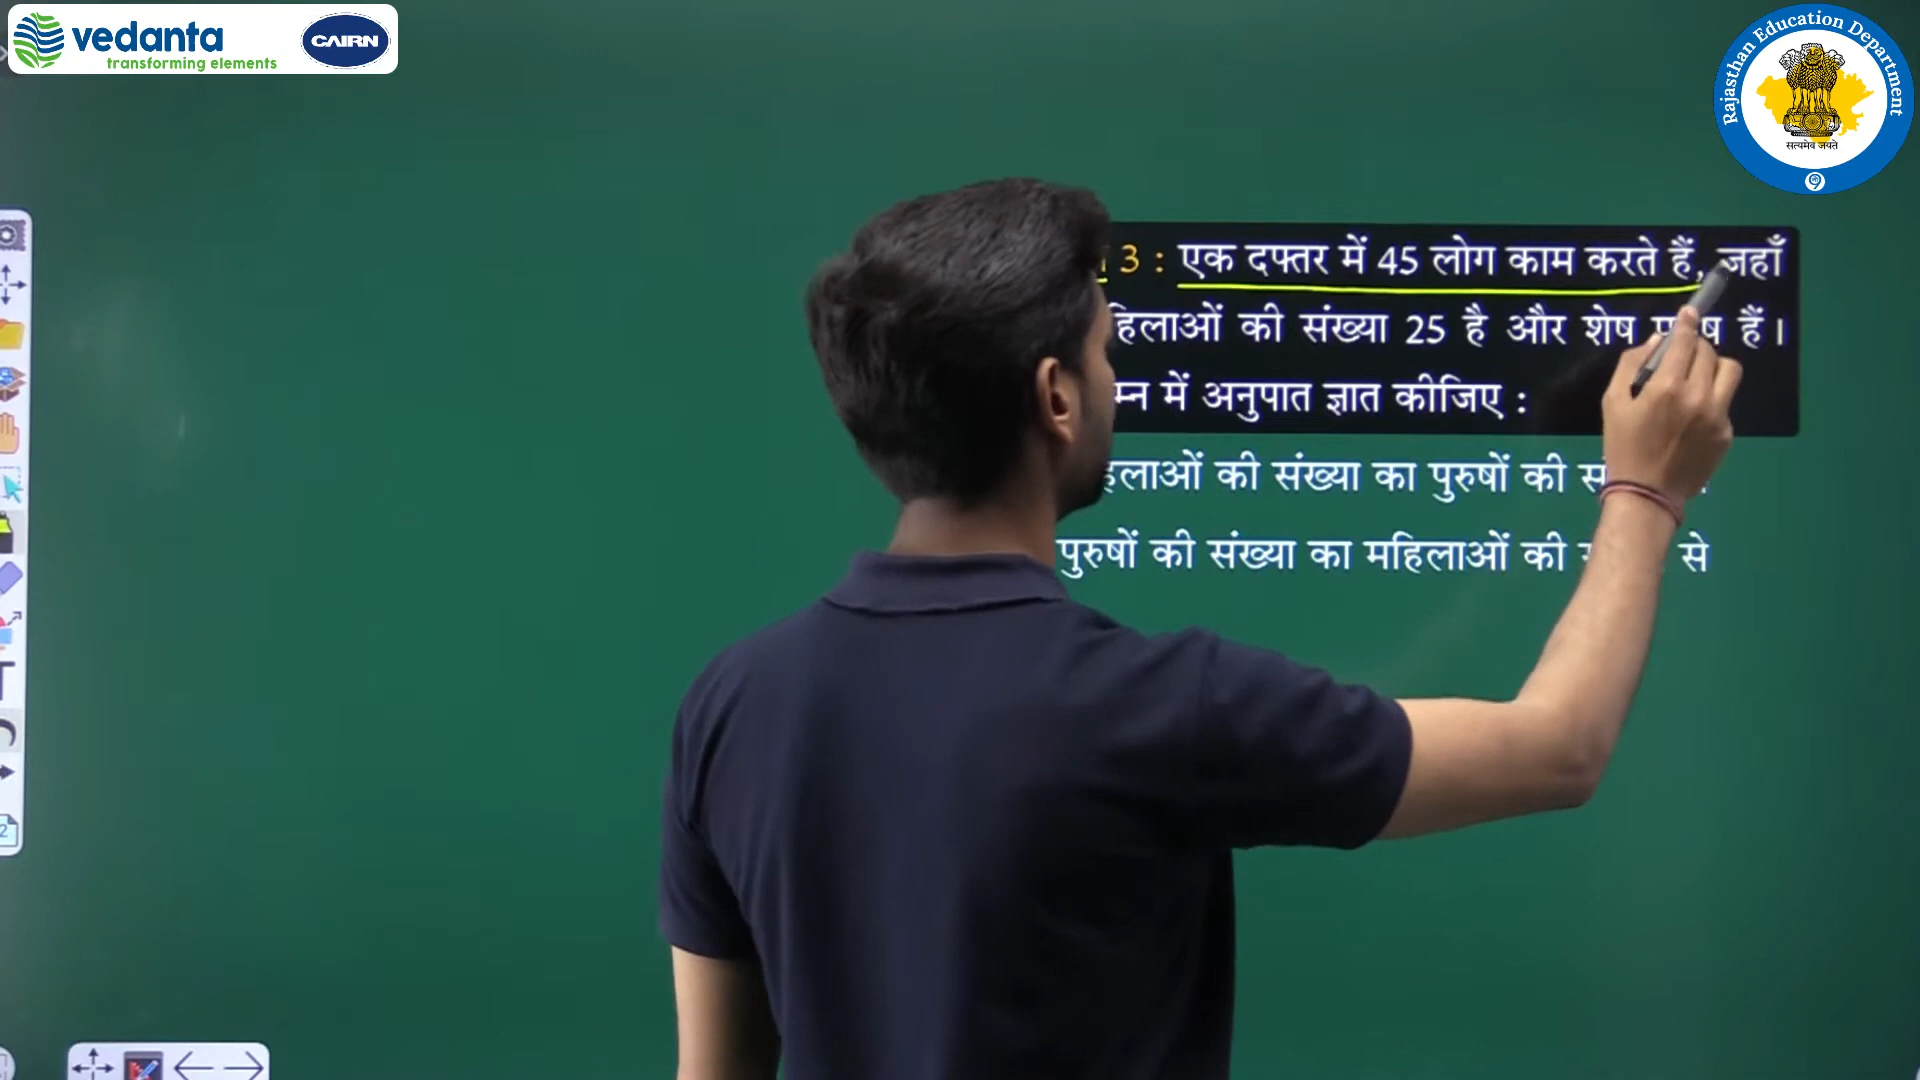 vedanta
transforming elements
CAIRN
Rajasthan Education Department
सत्यमेव जयते
3 : एक दफ्तर में 45 लोग काम करते हैं, जहाँ
की संख्या 25 है और शेष हैं।
में अनुपात ज्ञात कीजिए :
की संख्या का पुरुषों की
पुरुषों की संख्या का महिलाओं की से